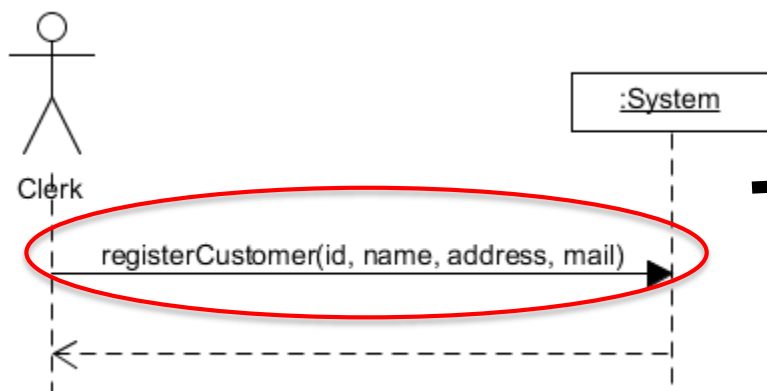 :System
Clerk
registerCustomer(id, name, address, mail)